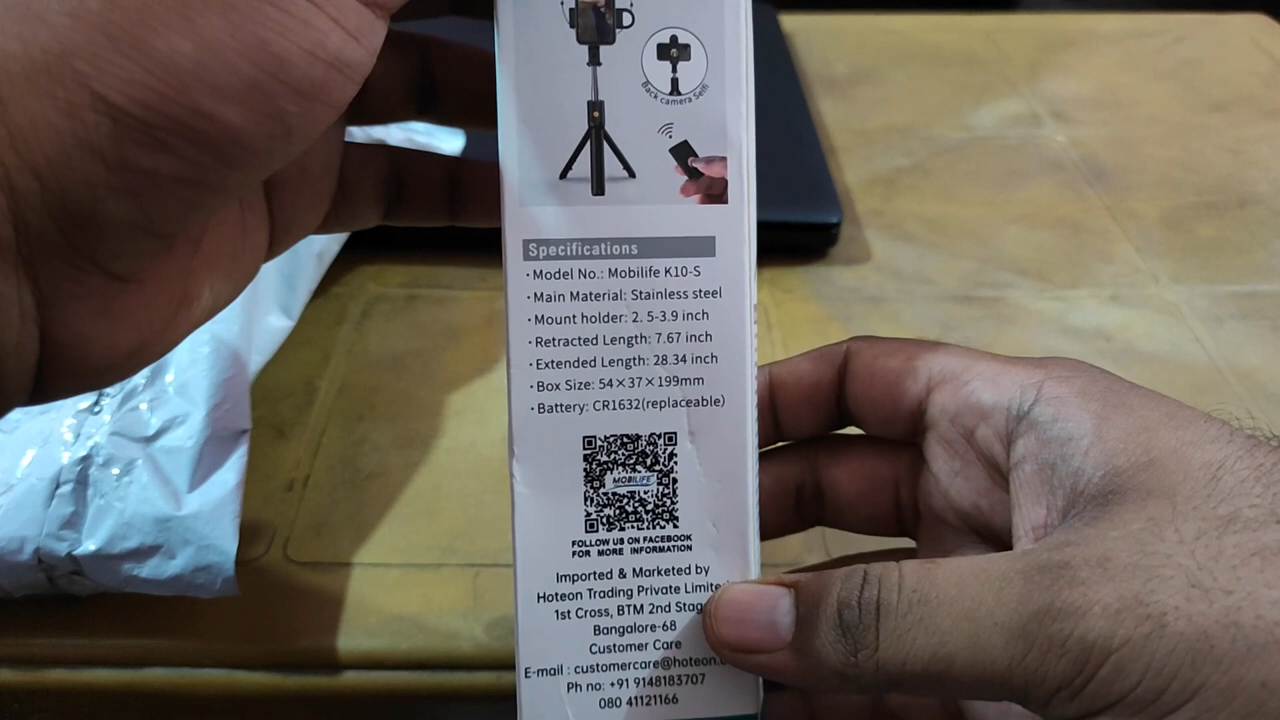 Back camera Selfi
Specifications
·Model No.: Mobilife K10-S
·Main Material: Stainless steel
·Mount holder: 2. 5-3.9 inch
·Retracted Length: 7.67 inch
·Extended Length: 28.34 inch
·Box Size: 54×37×199mm
·Battery: CR1632(replaceable)
MOBILIFE
FOLLOW US ON FACEBOOK
FOR MORE INFORMATION
Imported & Marketed by
Hoteon Trading Private
1st Cross, BTM 2nd
Bangalore-68
Customer Care
E-mail : customercare@hoteon.
Ph no: +91 9148183707
080 41121166